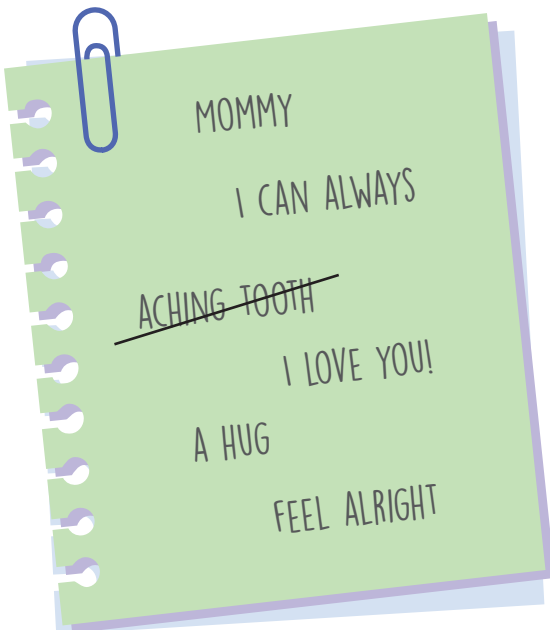 MOMMY
I CAN ALWAYS
ACHING TOOTH
I LOVE YOU!
A HUG
FEEL ALRIGHT